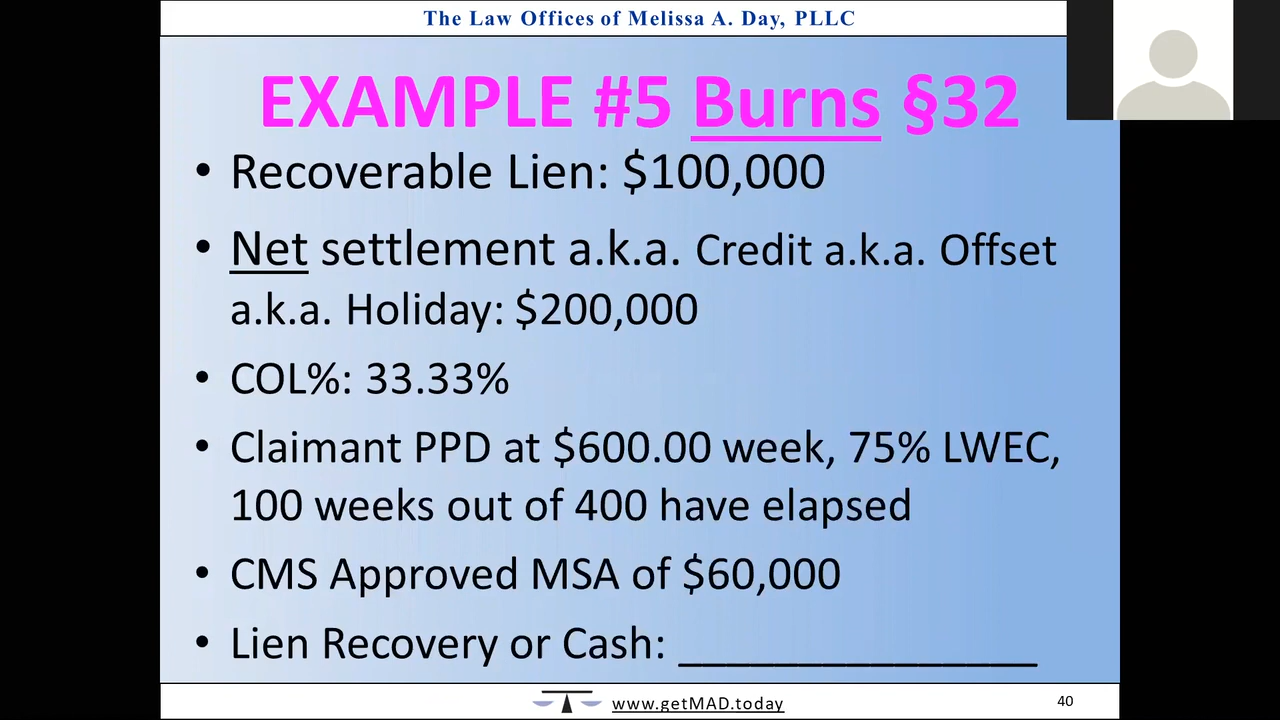 The Law Offices of Melissa A. Day, PLLC
EXAMPLE #5 Burns §32
• Recoverable Lien: $100,000
• Net settlement a.k.a. Credit a.k.a. Offset
a.k.a. Holiday: $200,000
• COL%: 33.33%
• Claimant PPD at $600.00 week, 75% LWEC,
100 weeks out of 400 have elapsed
• CMS Approved MSA of $60,000
• Lien Recovery or Cash: _______________
www.getMAD.today
40